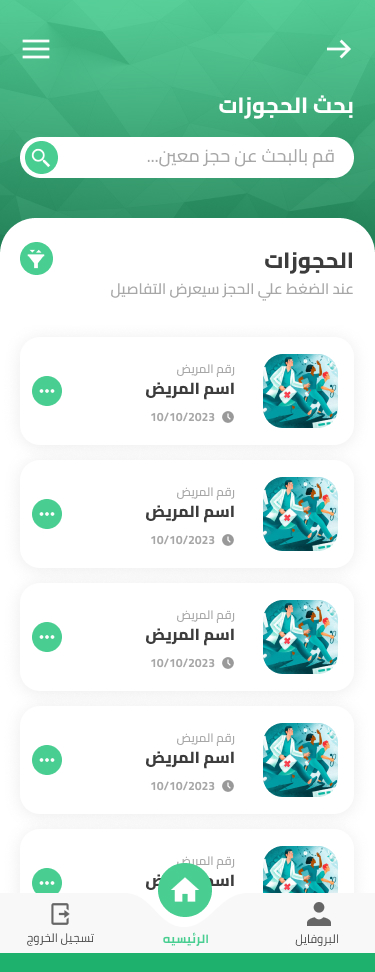 بحث الحجوزات
قم بالبحث عن حجز معين...
الحجوزات
عند الضغط علي الحجز سيعرض التفاصيل
رقم المريض
اسم المريض
10/10/2023
رقم المريض
اسم المريض
10/10/2023
رقم المريض
اسم المريض
10/10/2023
رقم المريض
اسم المريض
10/10/2023
رقم المريض
اسم
البروفايل
الرئيسيه
تسجيل الخروج